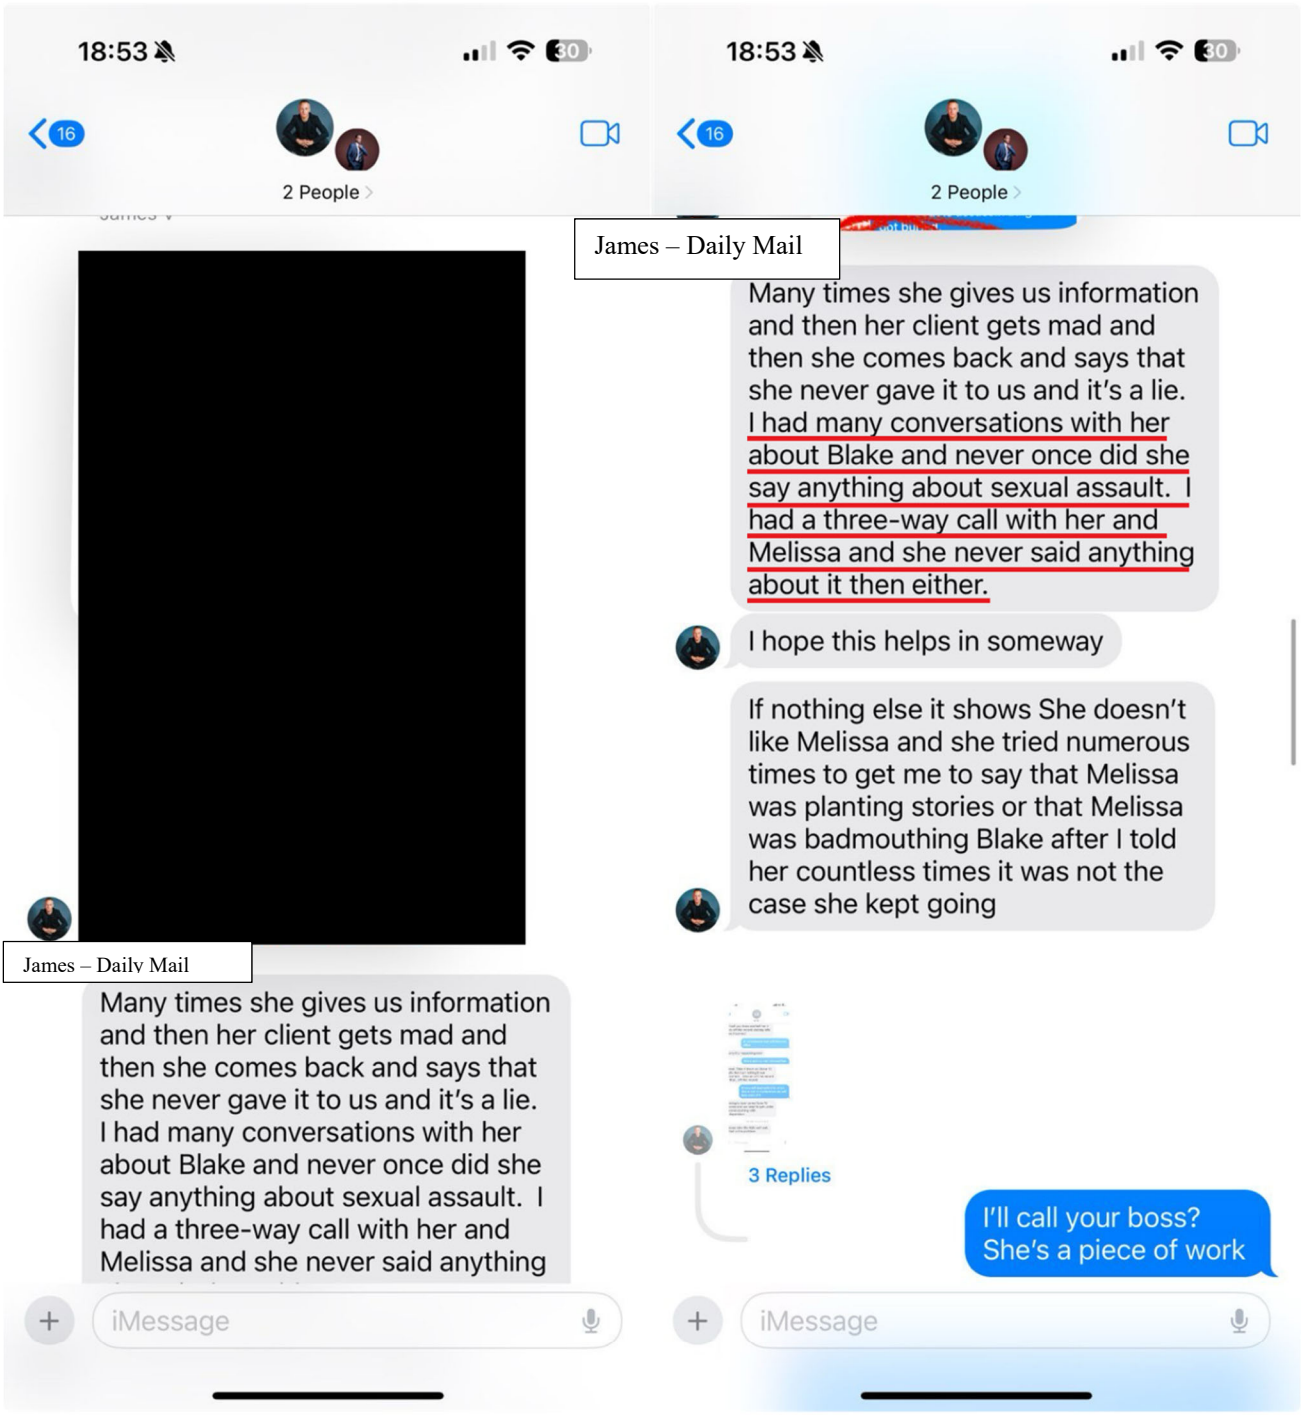 18:53
30
16
2 People
James V
James – Daily Mail
Many times she gives us information
and then her client gets mad and
then she comes back and says that
she never gave it to us and it's a lie.
I had many conversations with her
about Blake and never once did she
say anything about sexual assault.  I
had a three-way call with her and
Melissa and she never said anything
iMessage
18:53
30
16
2 People
James – Daily Mail
Many times she gives us information
and then her client gets mad and
then she comes back and says that
she never gave it to us and it's a lie.
I had many conversations with her
about Blake and never once did she
say anything about sexual assault.  I
had a three-way call with her and
Melissa and she never said anything
about it then either.
I hope this helps in someway
If nothing else it shows She doesn't
like Melissa and she tried numerous
times to get me to say that Melissa
was planting stories or that Melissa
was badmouthing Blake after I told
her countless times it was not the
case she kept going
3 Replies
I'll call your boss?
She's a piece of work
iMessage